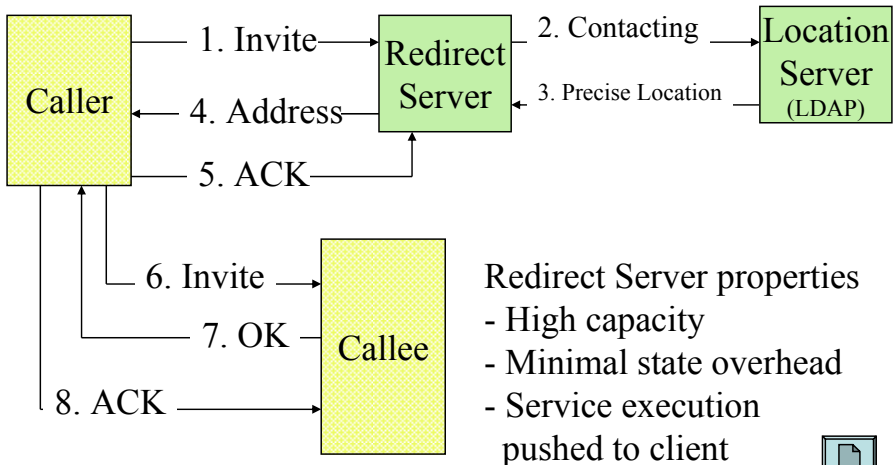 Caller
1. Invite
Redirect
Server
2. Contacting
Location
Server
(LDAP)
3. Precise Location
4. Address
5. ACK
6. Invite
7. OK
Callee
8. ACK
Redirect Server properties
- High capacity
- Minimal state overhead
- Service execution
pushed to client